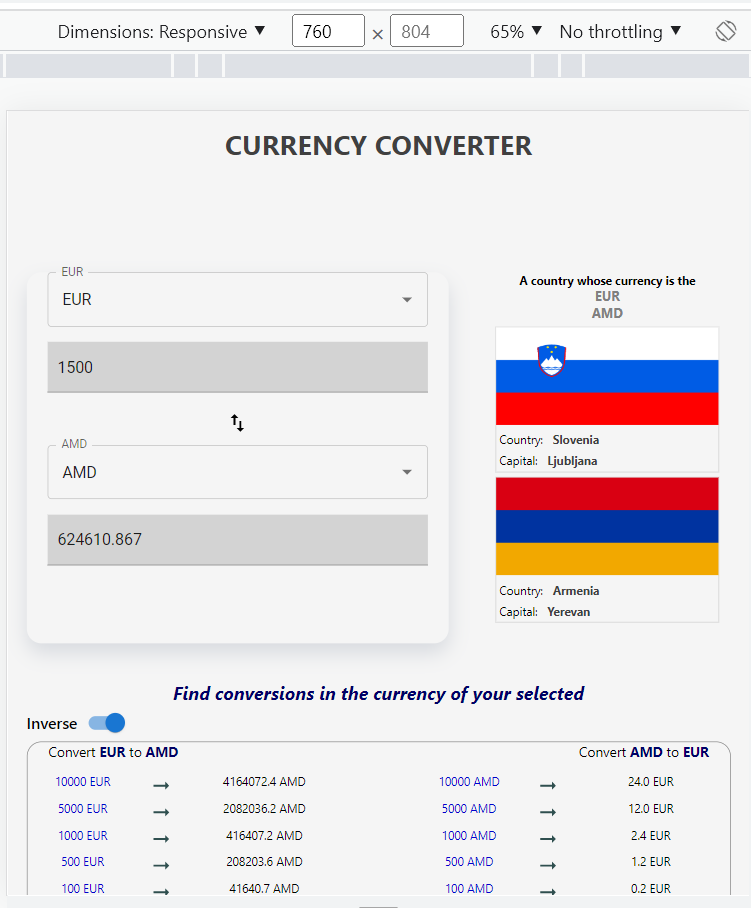 Dimensions: Responsive 760 × 804 65% No throttling
CURRENCY CONVERTER
EUR
EUR
1500
AMD
AMD
624610.867
A country whose currency is the
EUR
AMD
Country: Slovenia
Capital: Ljubljana
Country: Armenia
Capital: Yerevan
Find conversions in the currency of your selected
Inverse
Convert EUR to AMD Convert AMD to EUR
10000 EUR → 4164072.4 AMD 10000 AMD → 24.0 EUR
5000 EUR → 2082036.2 AMD 5000 AMD → 12.0 EUR
1000 EUR → 416407.2 AMD 1000 AMD → 2.4 EUR
500 EUR → 208203.6 AMD 500 AMD → 1.2 EUR
100 EUR → 41640.7 AMD 100 AMD → 0.2 EUR